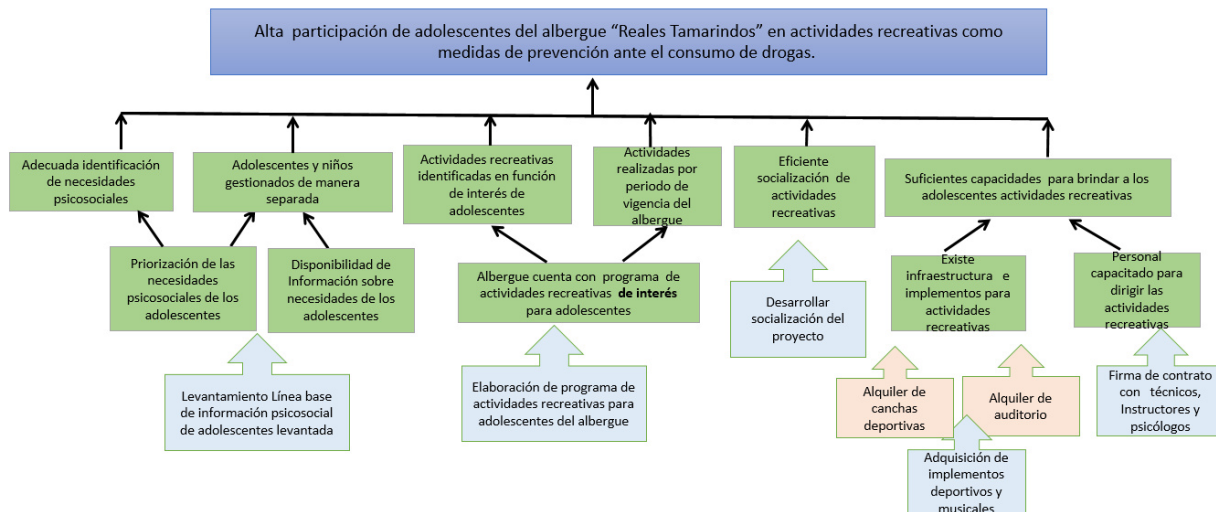 Alta participación de adolescentes del albergue “Reales Tamarindos” en actividades recreativas como
medidas de prevención ante el consumo de drogas.
Adecuada identificación
de necesidades
psicosociales
Adolescentes y niños
gestionados de manera
separada
Actividades recreativas
identificadas en función
de interés de
adolescentes
Actividades
realizadas por
periodo de
vigencia del
albergue
Eficiente
socialización de
actividades
recreativas
Suficientes capacidades para brindar a los
adolescentes actividades recreativas
Priorización de las
necesidades
psicosociales de los
adolescentes
Disponibilidad de
Información sobre
necesidades de los
adolescentes
Albergue cuenta con programa de
actividades recreativas de interés
para adolescentes
Desarrollar
socialización del
proyecto
Existe
infraestructura e
implementos para
actividades
recreativas
Personal
capacitado para
dirigir las
actividades
recreativas
Levantamiento Línea base
de información psicosocial
de adolescentes levantada
Elaboración de programa de
actividades recreativas para
adolescentes del albergue
Alquiler de
canchas
deportivas
Alquiler de
auditorio
Firma de contrato
con técnicos,
Instructores y
psicólogos
Adquisición de
implementos
deportivos y
musicales